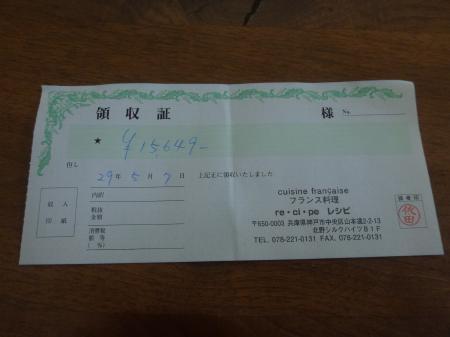 領収証 様 No.
★ ¥15,649-
但し
29年 5月 7日 上記正に領収いたしました
収入
印紙
内訳
税抜
金額
消費税
額等
(%)
cuisine française
フランス料理
re・ci・pe レシピ
〒650-0003 兵庫県神戸市中央区山本通2-2-13
北野シルクハイツB1F
TEL. 078-221-0131 FAX. 078-221-0131